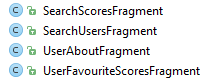 C SearchScoresFragment
C SearchUsersFragment
C UserAboutFragment
C UserFavouriteScoresFragment